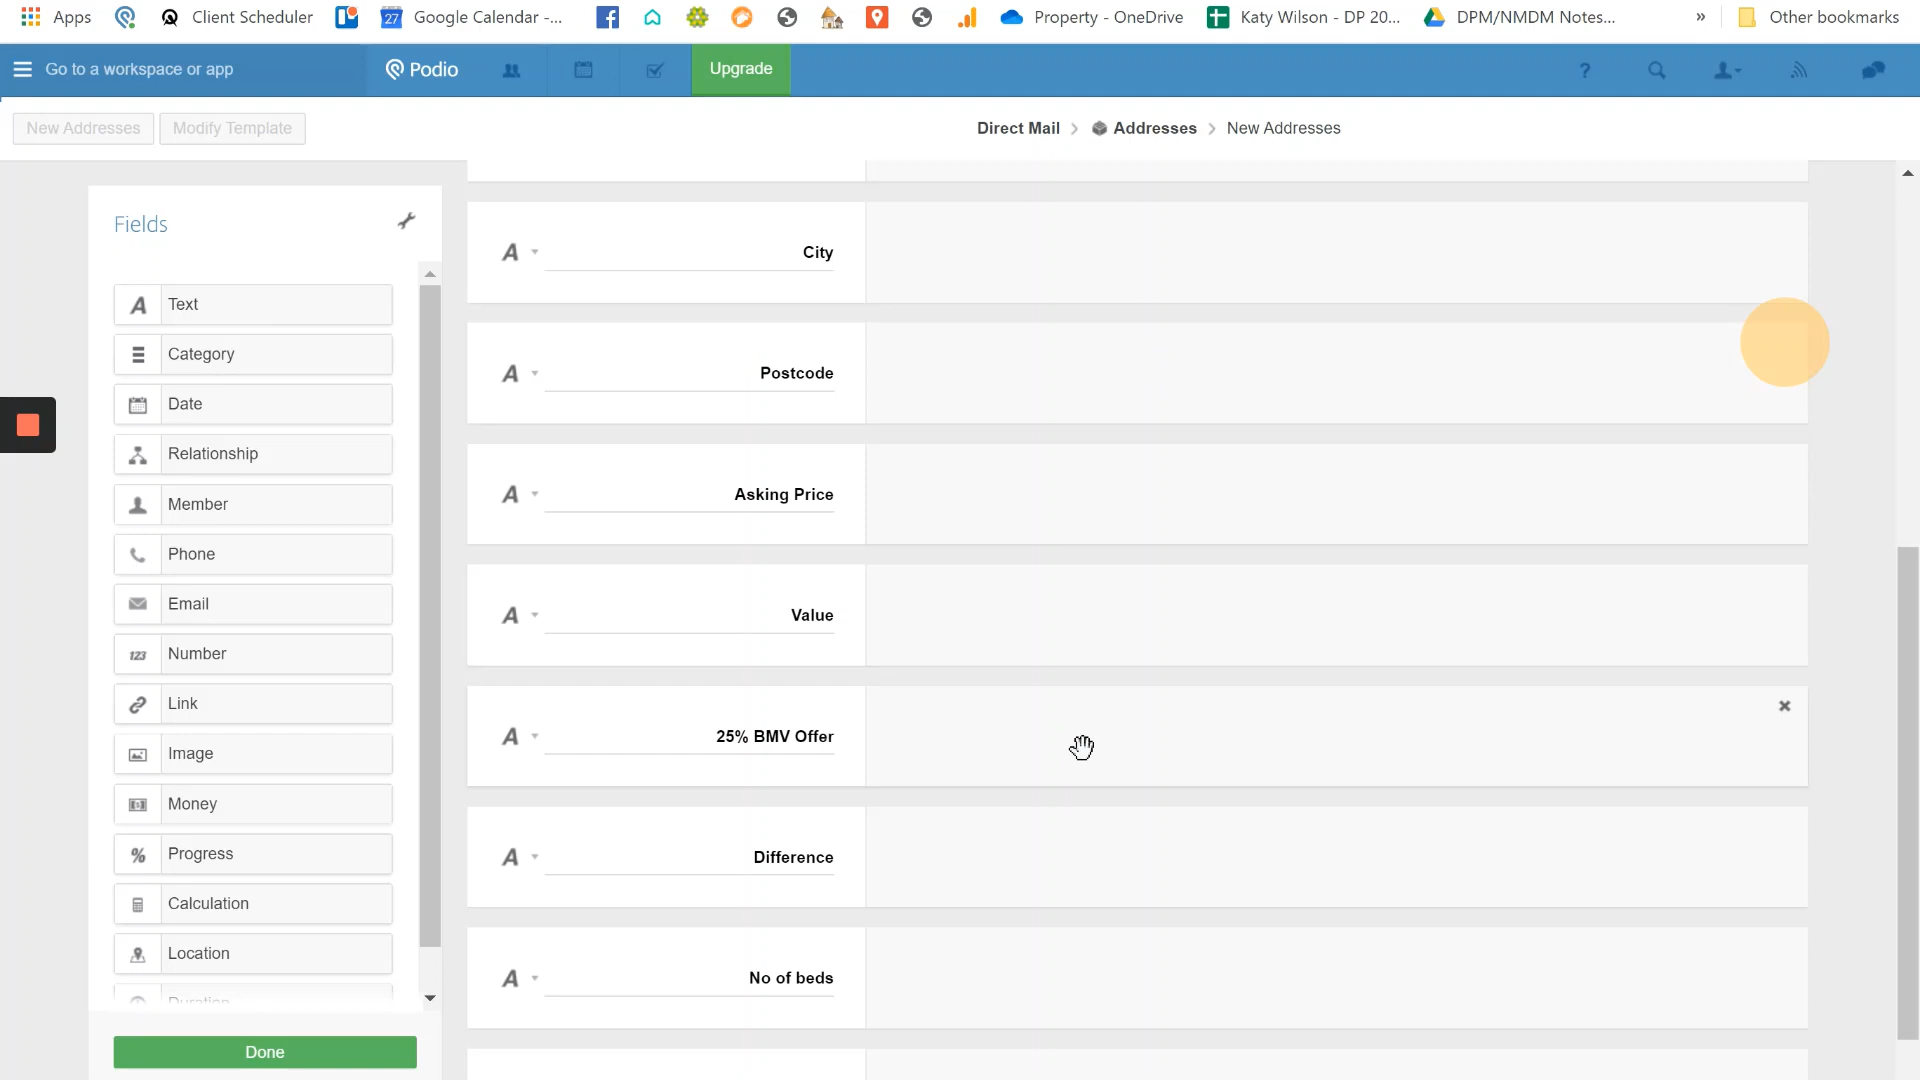 Apps
Client Scheduler
27
Google Calendar -...
Property - OneDrive
Katy Wilson - DP 20...
DPM/NMDM Notes...
»
Other bookmarks
Go to a workspace or app
Podio
Upgrade
?
New Addresses
Modify Template
Direct Mail
Addresses
New Addresses
Fields
A Text
Category
Date
Relationship
Member
Phone
Email
123 Number
Link
Image
Money
% Progress
Calculation
Location
Duration
Done
A City
A Postcode
A Asking Price
A Value
A 25% BMV Offer
A Difference
A No of beds